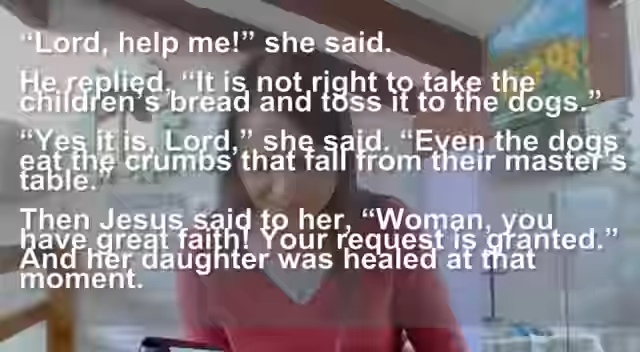 “Lord, help me!” she said.
He replied, “It is not right to take the
children’s bread and toss it to the dogs.”
“Yes it is, Lord,” she said. “Even the dogs
eat the crumbs that fall from their master’s
table.”
Then Jesus said to her, “Woman, you
have great faith! Your request is granted.”
And her daughter was healed at that
moment.